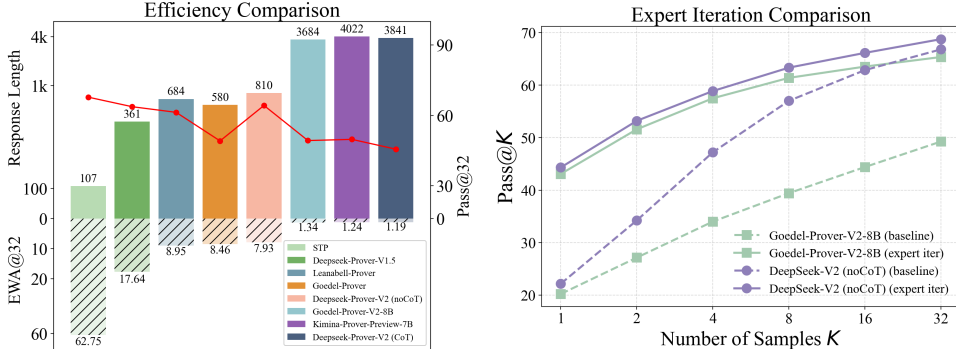 Efficiency Comparison
Response Length
4k
1k
100
0
10
20
60
EWA@32
107
361
684
580
810
3684
4022
3841
90
60
30
0
Pass@32
62.75
17.64
8.95
8.46
7.93
1.34
1.24
1.19
STP
Deepseek-Prover-V1.5
Leanabell-Prover
Goedel-Prover
Deepseek-Prover-V2 (noCoT)
Goedel-Prover-V2-8B
Kimina-Prover-Preview-7B
Deepseek-Prover-V2 (CoT)
Expert Iteration Comparison
Pass@K
70
60
50
40
30
20
Goedel-Prover-V2-8B (baseline)
Goedel-Prover-V2-8B (expert iter)
DeepSeek-V2 (noCoT) (baseline)
DeepSeek-V2 (noCoT) (expert iter)
1
2
4
8
16
32
Number of Samples K